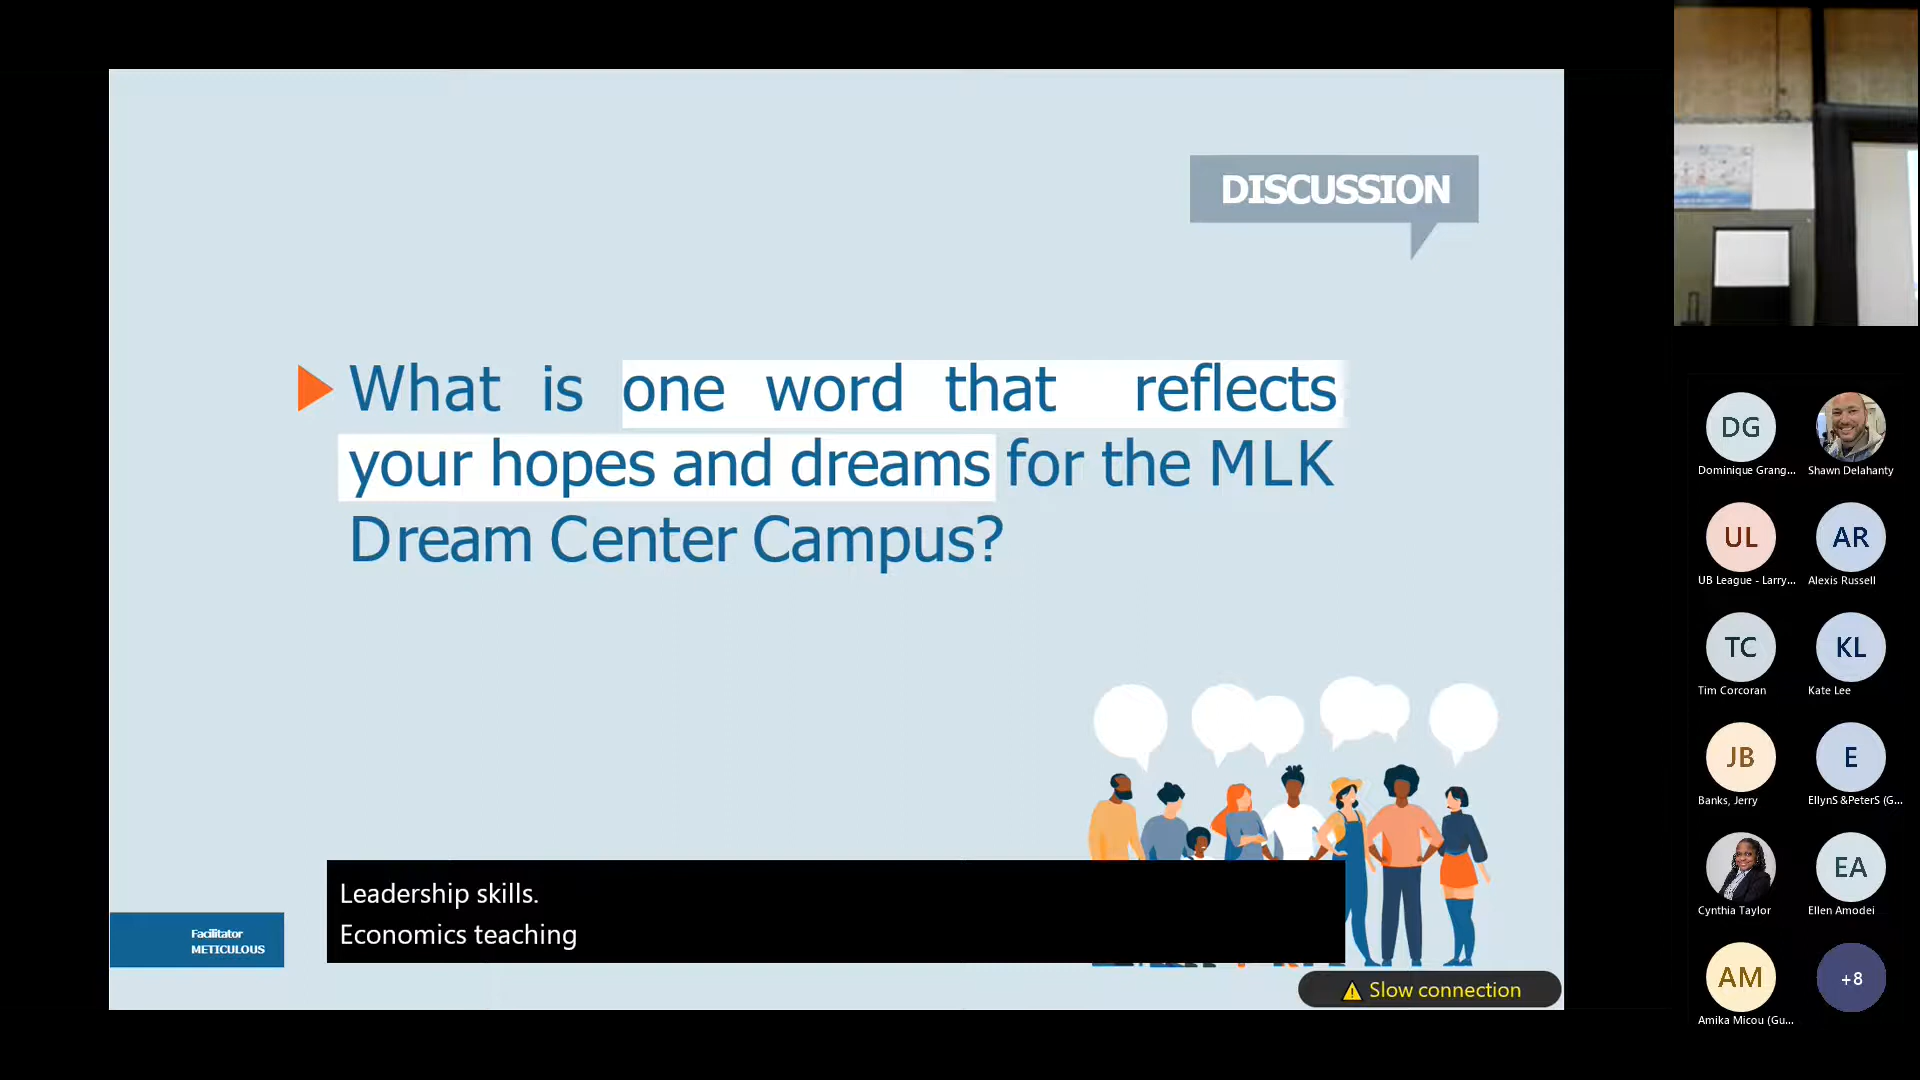 DISCUSSION
What is one word that reflects
your hopes and dreams for the MLK
Dream Center Campus?
Leadership skills.
Economics teaching
Facilitator
METICULOUS
Slow connection
DG
Dominique Grang...
Shawn Delahanty
UL
UB League - Larry...
AR
Alexis Russell
TC
Tim Corcoran
KL
Kate Lee
JB
Banks, Jerry
E
EllynS &PeterS (G...
Cynthia Taylor
EA
Ellen Amodei
AM
Amika Micou (Gu...
+8